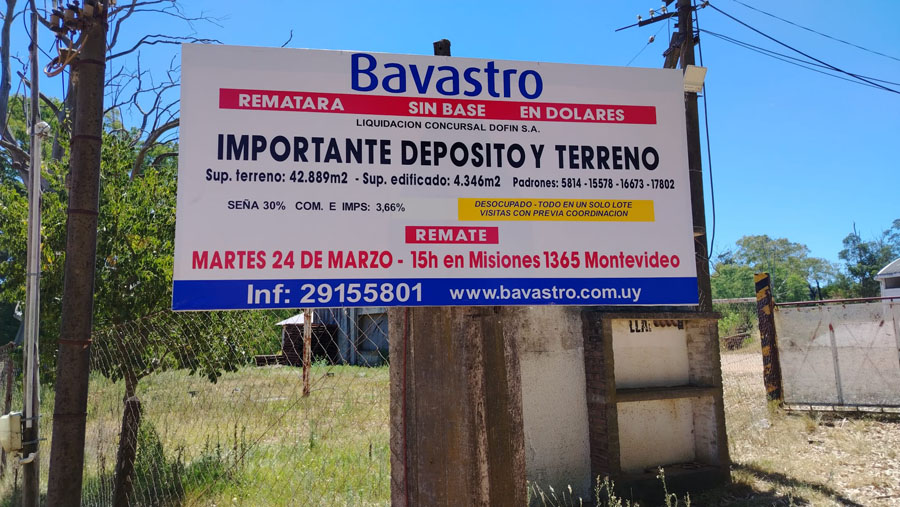 Bavastro
REMATARA SIN BASE EN DOLARES
LIQUIDACION CONCURSAL DOFIN S.A.
IMPORTANTE DEPOSITO Y TERRENO
Sup. terreno: 42.889m2 - Sup. edificado: 4.346m2 Padrones: 5814 - 15578 - 16673 - 17802
SEÑA 30% COM. E IMPS: 3,66%
DESOCUPADO - TODO EN UN SOLO LOTE
VISITAS CON PREVIA COORDINACION
REMATE
MARTES 24 DE MARZO - 15h en Misiones 1365 Montevideo
Inf: 29155801 www.bavastro.com.uy